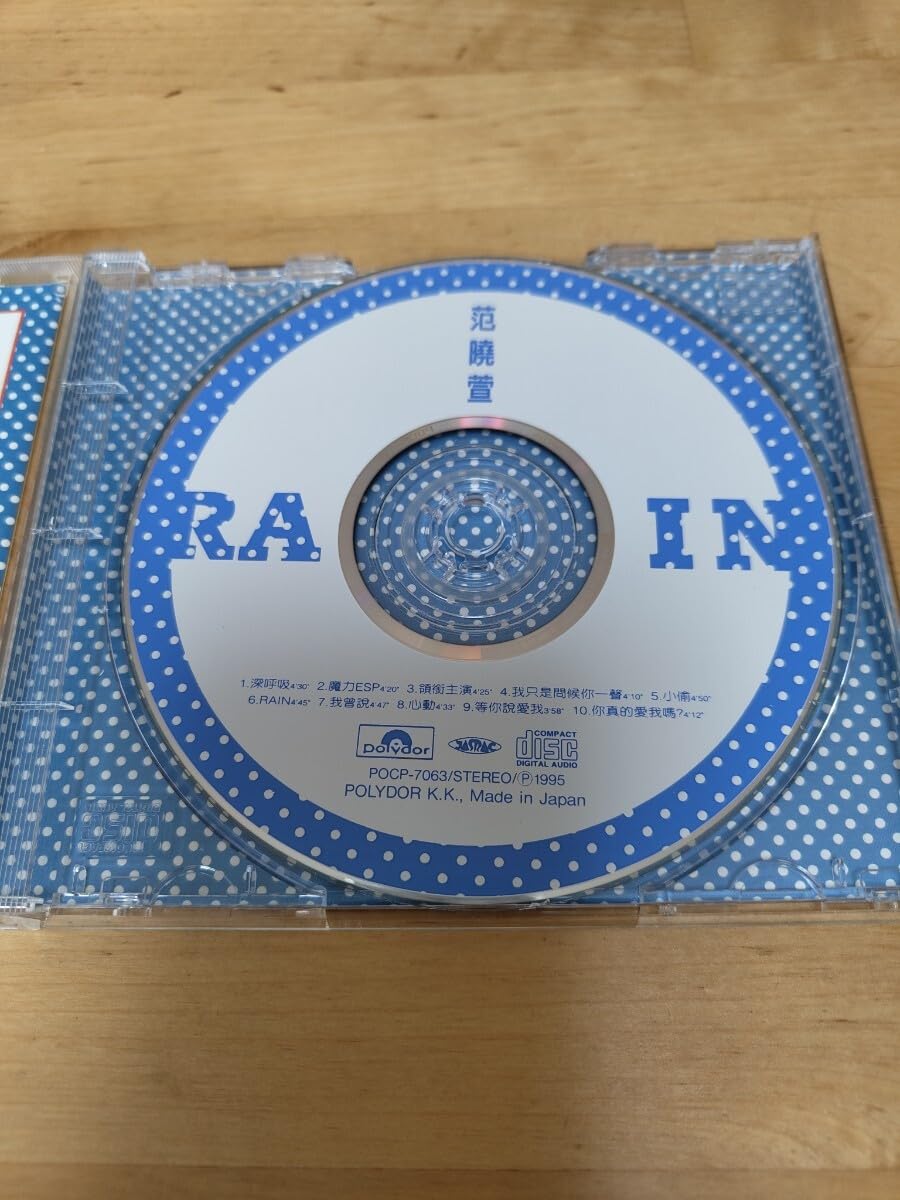 范
曉
萱
RAIN
1.深呼吸4'30" 2.魔力ESP4'20" 3.領銜主演4'25" 4.我只是問候你一聲4'10" 5.小偷4'50"
6.RAIN4'45" 7.我曾說4'47" 8.心動4'33" 9.等你說愛我3'58" 10.你真的愛我嗎?4'12"
polydor JASRAC COMPACT
disc
DIGITAL AUDIO
POCP-7063/STEREO/Ⓟ1995
POLYDOR K.K., Made in Japan